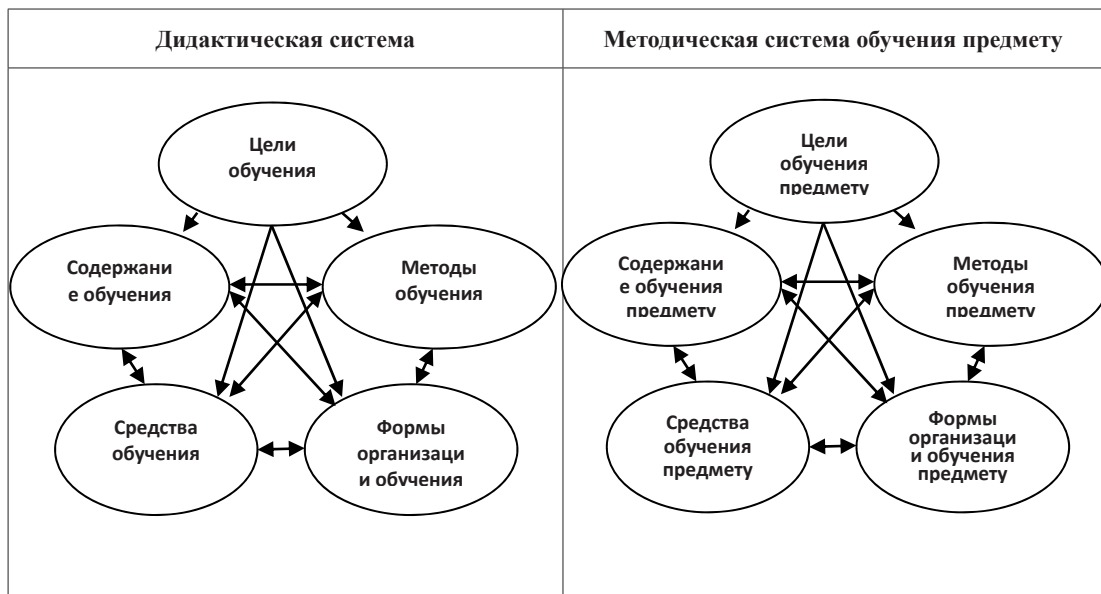 Дидактическая система
Методическая система обучения предмету
Цели
обучения
Содержани
е обучения
Методы
обучения
Средства
обучения
Формы
организаци
и обучения
Цели
обучения
предмету
Содержани
е обучения
предмету
Методы
обучения
предмету
Средства
обучения
предмету
Формы
организаци
и обучения
предмету